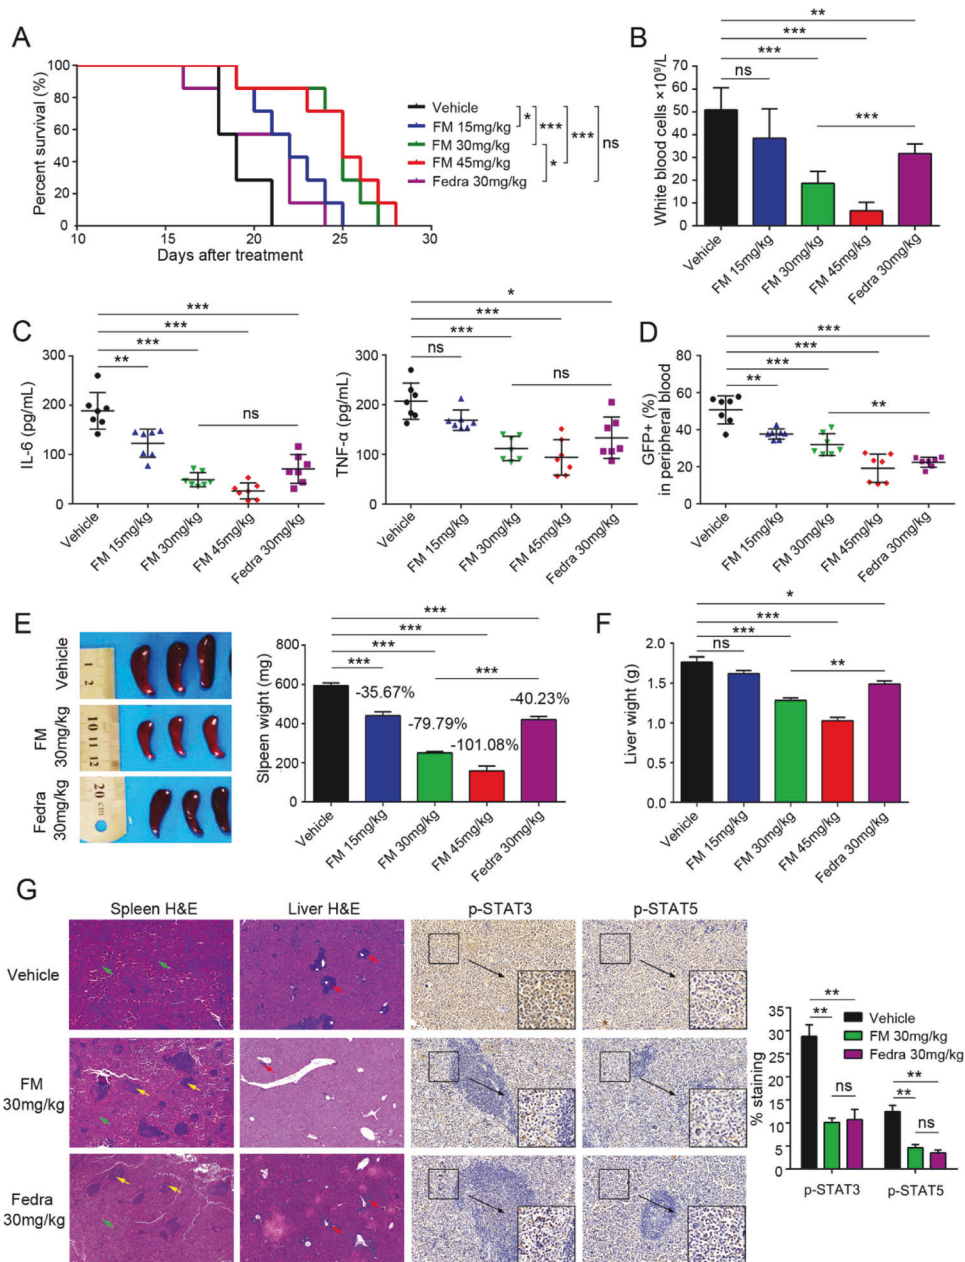 A
Percent survival (%)
100
80
60
40
20
0
10
15
20
25
30
Days after treatment
Vehicle
FM 15mg/kg
FM 30mg/kg
FM 45mg/kg
Fedra 30mg/kg
*
***
*
***
ns
B
White blood cells ×10⁹/L
60
50
40
30
20
10
0
**
***
***
ns
***
Vehicle
FM 15mg/kg
FM 30mg/kg
FM 45mg/kg
Fedra 30mg/kg
C
IL-6 (pg/mL)
300
200
100
0
***
***
***
**
ns
Vehicle
FM 15mg/kg
FM 30mg/kg
FM 45mg/kg
Fedra 30mg/kg
TNF-α (pg/mL)
300
200
100
0
*
***
***
ns
ns
Vehicle
FM 15mg/kg
FM 30mg/kg
FM 45mg/kg
Fedra 30mg/kg
D
GFP+ (%)
in peripheral blood
80
60
40
20
0
***
***
***
**
**
Vehicle
FM 15mg/kg
FM 30mg/kg
FM 45mg/kg
Fedra 30mg/kg
E
Vehicle
1
2
FM
30mg/kg
10 11 12
Fedra
30mg/kg
20 cm
Slpeen wight (mg)
800
600
400
200
0
***
***
***
***
***
-35.67%
-79.79%
-101.08%
-40.23%
Vehicle
FM 15mg/kg
FM 30mg/kg
FM 45mg/kg
Fedra 30mg/kg
F
Liver wight (g)
2.0
1.5
1.0
0.5
0.0
*
***
***
ns
**
Vehicle
FM 15mg/kg
FM 30mg/kg
FM 45mg/kg
Fedra 30mg/kg
G
Spleen H&E
Liver H&E
p-STAT3
p-STAT5
Vehicle
FM
30mg/kg
Fedra
30mg/kg
% staining
35
30
25
20
15
10
5
0
**
**
ns
**
**
ns
Vehicle
FM 30mg/kg
Fedra 30mg/kg
p-STAT3
p-STAT5